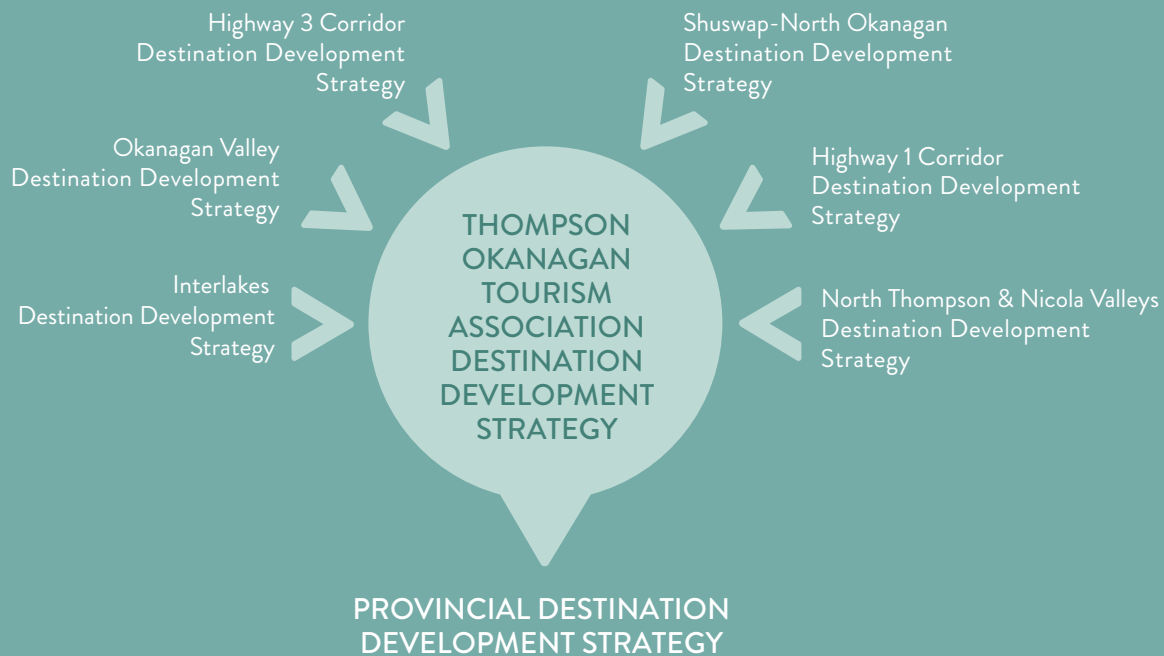 Highway 3 Corridor
Destination Development
Strategy
Shuswap-North Okanagan
Destination Development
Strategy
Okanagan Valley
Destination Development
Strategy
Highway 1 Corridor
Destination Development
Strategy
Interlakes
Destination Development
Strategy
North Thompson & Nicola Valleys
Destination Development
Strategy
THOMPSON
OKANAGAN
TOURISM
ASSOCIATION
DESTINATION
DEVELOPMENT
STRATEGY
PROVINCIAL DESTINATION
DEVELOPMENT STRATEGY